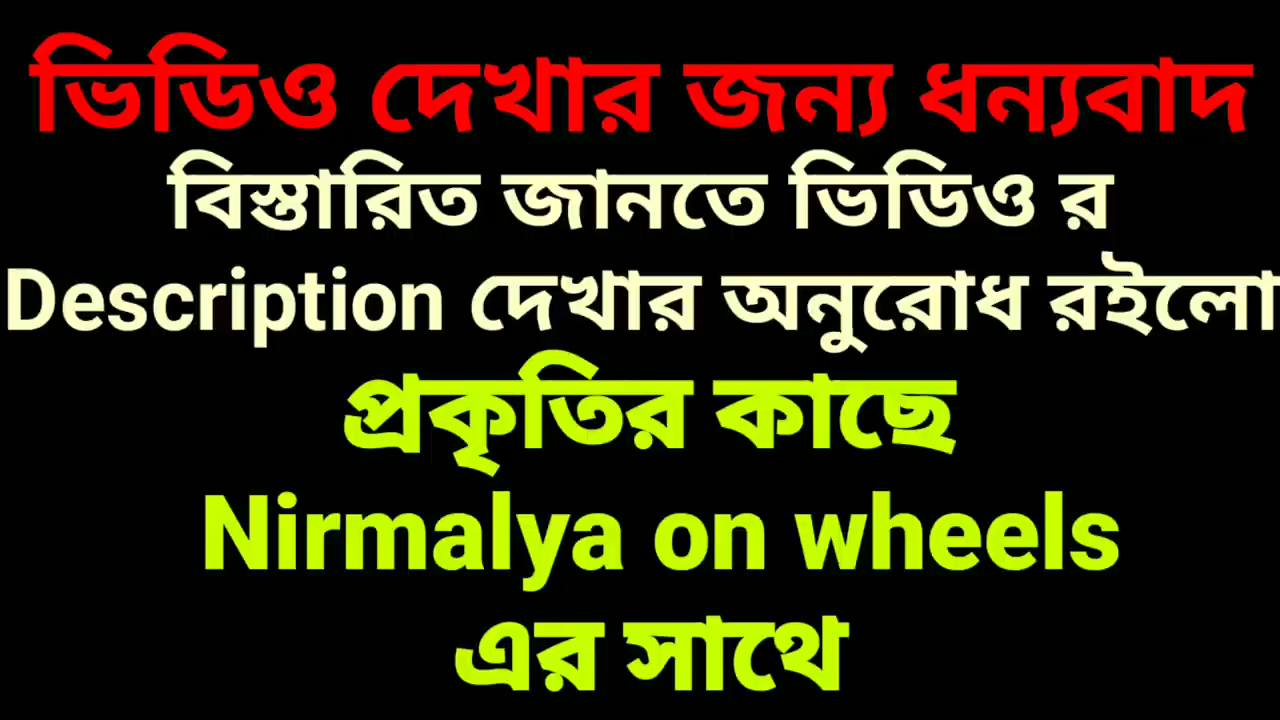 ভিডিও দেখার জন্য ধন্যবাদ
বিস্তারিত জানতে ভিডিও র
Description দেখার অনুরোধ রইলো
প্রকৃতির কাছে
Nirmalya on wheels
এর সাথে